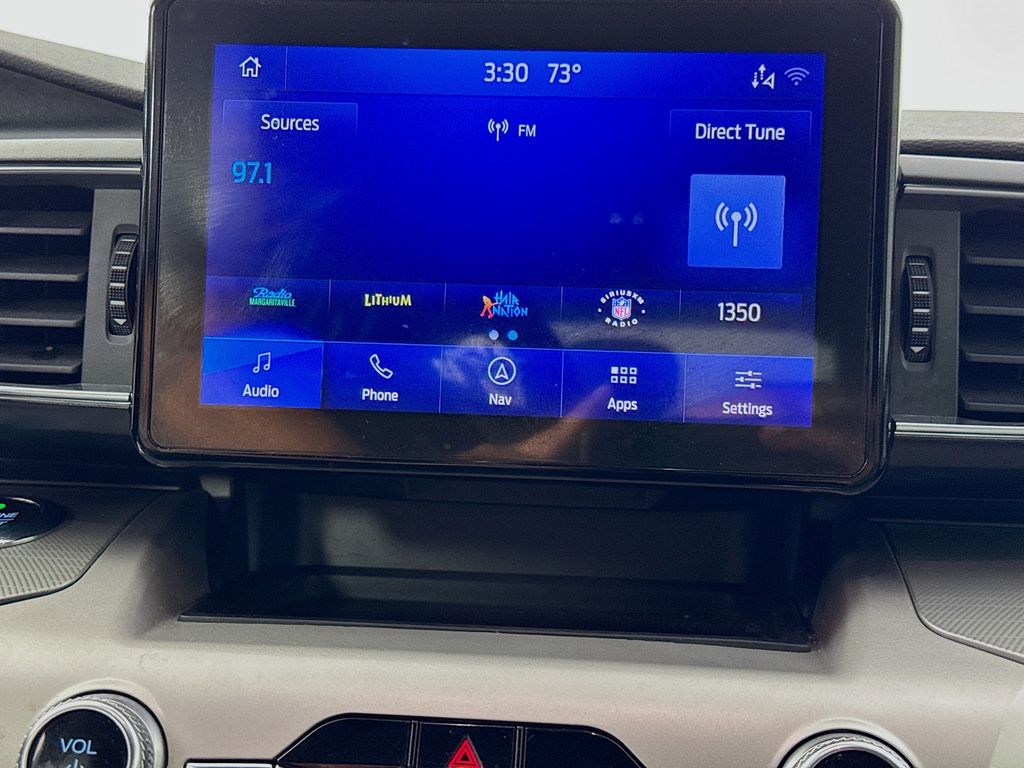 3:30 73°
Sources
FM
Direct Tune
97.1
Radio
MARGARITAVILLE
LITHIUM
HAIR
NATION
SIRIUSXM
NFL
RADIO
1350
Audio
Phone
Nav
Apps
Settings
VOL